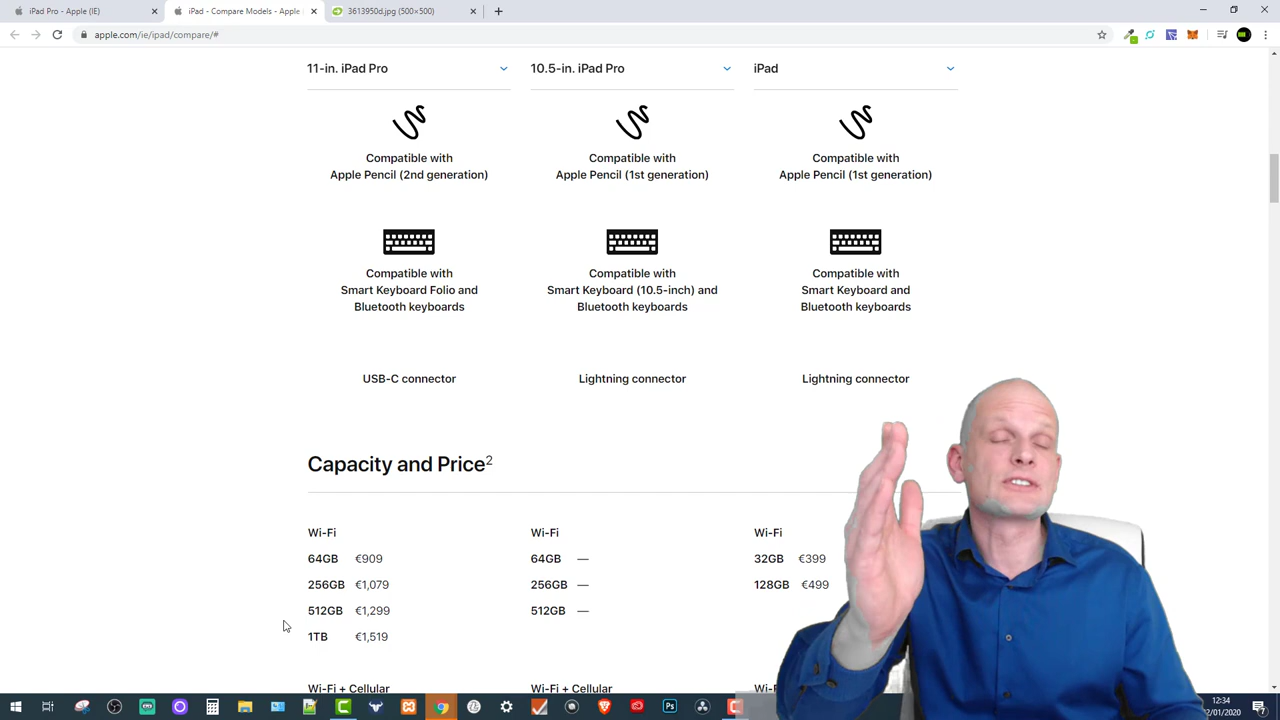 iPad Pro - Apple (IE)
iPad - Compare Models - Apple
3613950d.jpg (500×500)
apple.com/ie/ipad/compare/#
11-in. iPad Pro
10.5-in. iPad Pro
iPad
Compatible with
Apple Pencil (2nd generation)
Compatible with
Apple Pencil (1st generation)
Compatible with
Apple Pencil (1st generation)
Compatible with
Smart Keyboard Folio and
Bluetooth keyboards
Compatible with
Smart Keyboard (10.5-inch) and
Bluetooth keyboards
Compatible with
Smart Keyboard and
Bluetooth keyboards
USB-C connector
Lightning connector
Lightning connector
Capacity and Price2
Wi-Fi
64GB €909
256GB €1,079
512GB €1,299
1TB €1,519
Wi-Fi
64GB —
256GB —
512GB —
Wi-Fi
32GB €399
128GB €499
Wi-Fi + Cellular
Wi-Fi + Cellular
12:34
/01/2020